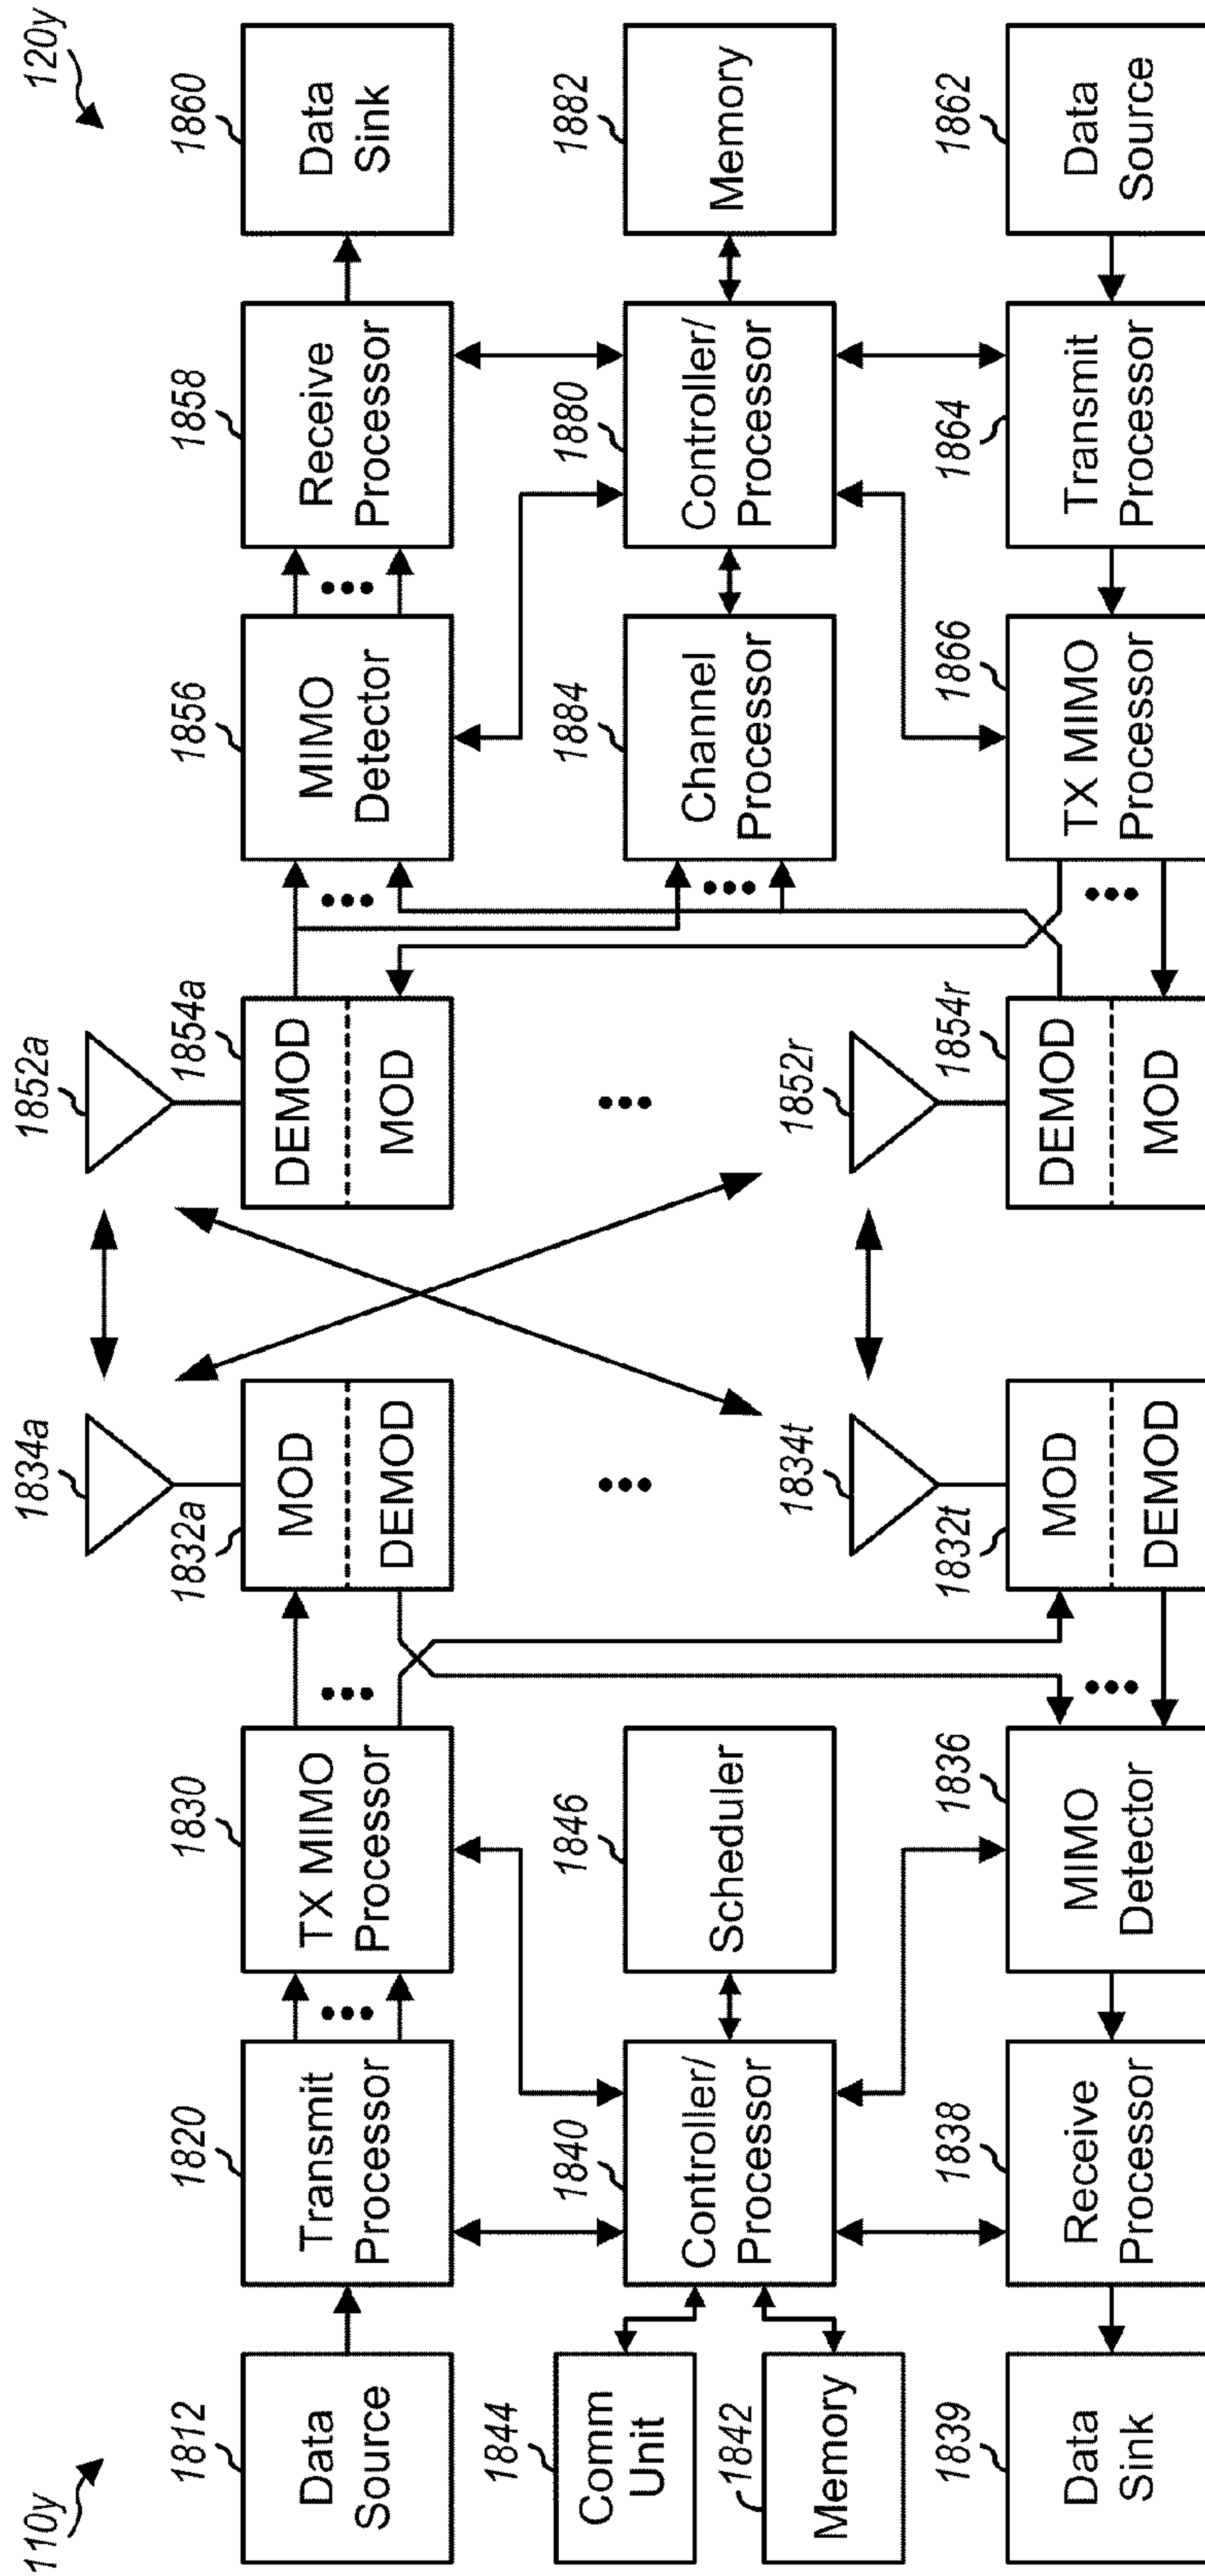 110y
120y
1812
Data
Source
1820
Transmit
Processor
1830
TX MIMO
Processor
1832a
MOD
DEMOD
1834a
1852a
1854a
DEMOD
MOD
1856
MIMO
Detector
1858
Receive
Processor
1860
Data
Sink
1844
Comm
Unit
1842
Memory
1840
Controller/
Processor
1846
Scheduler
1884
Channel
Processor
1880
Controller/
Processor
1882
Memory
1839
Data
Sink
1838
Receive
Processor
1836
MIMO
Detector
1832t
MOD
DEMOD
1834t
1852r
1854r
DEMOD
MOD
1866
TX MIMO
Processor
1864
Transmit
Processor
1862
Data
Source